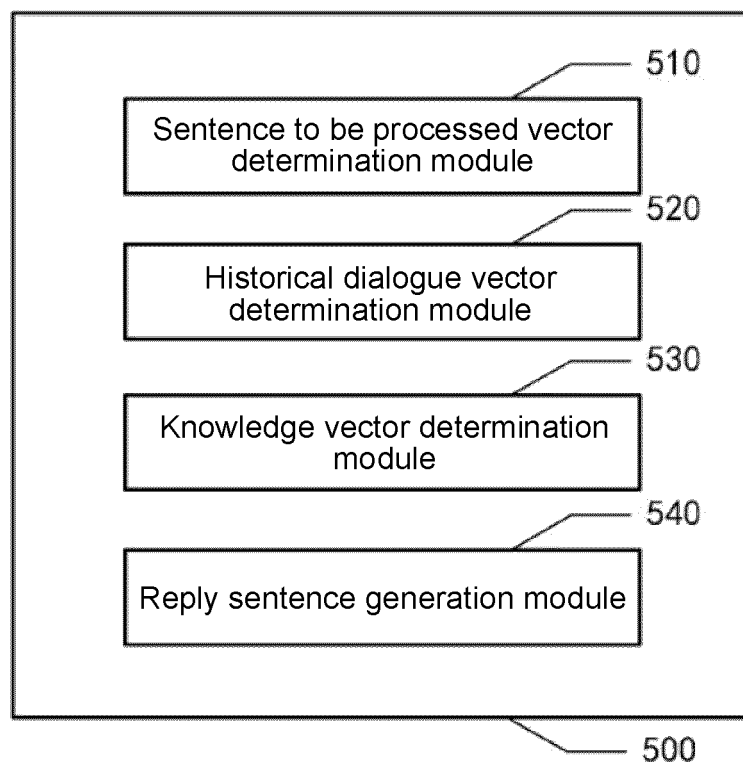 510
Sentence to be processed vector
determination module
520
Historical dialogue vector
determination module
530
Knowledge vector determination
module
540
Reply sentence generation module
500